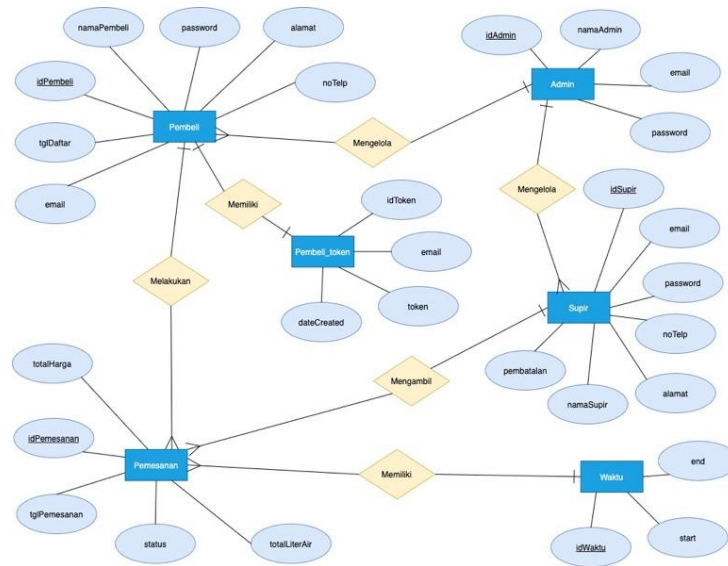 namaPembeli
password
alamat
idPembeli
noTelp
tglDaftar
Pembeli
email
Mengelola
idAdmin
namaAdmin
Admin
email
password
Mengelola
Memiliki
idToken
Pembeli_token
email
token
dateCreated
Melakukan
idSupir
email
password
Supir
noTelp
pembatalan
namaSupir
alamat
Mengambil
totalHarga
idPemesanan
Pemesanan
tglPemesanan
status
totalLiterAir
Memiliki
Waktu
end
idWaktu
start